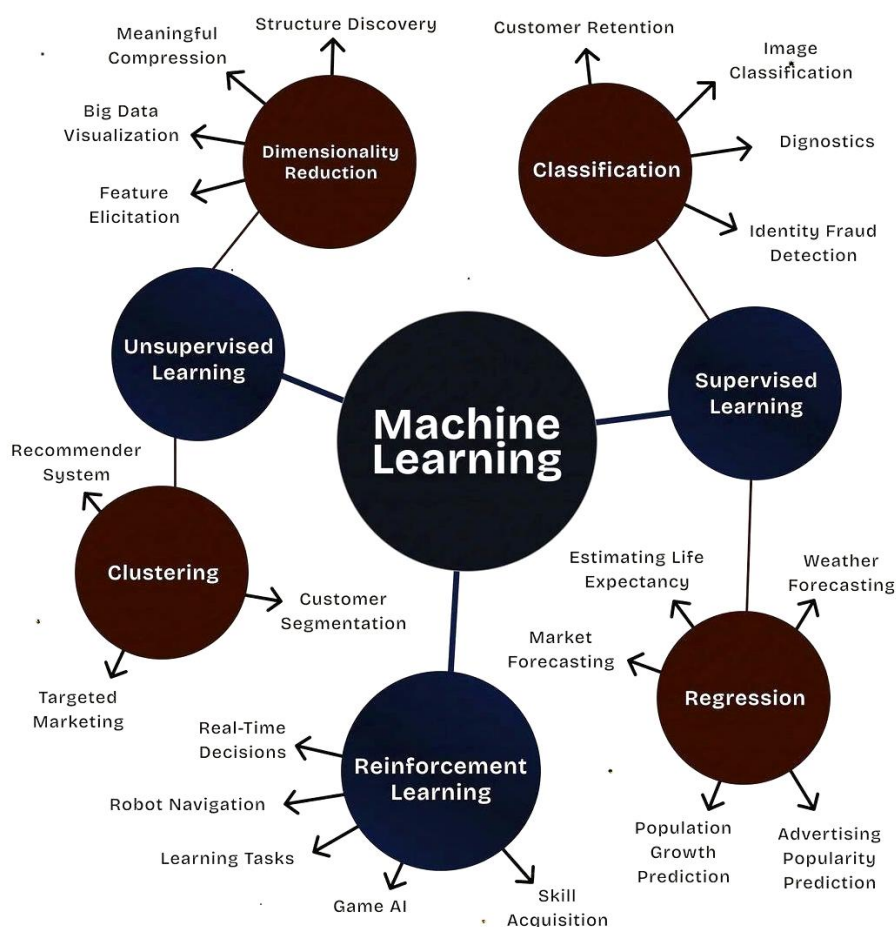 Structure Discovery
Meaningful
Compression
Big Data
Visualization
Feature
Elicitation
Dimensionality
Reduction
Customer Retention
Image
Classification
Dignostics
Identity Fraud
Detection
Classification
Unsupervised
Learning
Supervised
Learning
Machine
Learning
Recommender
System
Clustering
Customer
Segmentation
Targeted
Marketing
Estimating Life
Expectancy
Weather
Forecasting
Market
Forecasting
Regression
Population
Growth
Prediction
Advertising
Popularity
Prediction
Reinforcement
Learning
Real-Time
Decisions
Robot Navigation
Learning Tasks
Game AI
Skill
Acquisition